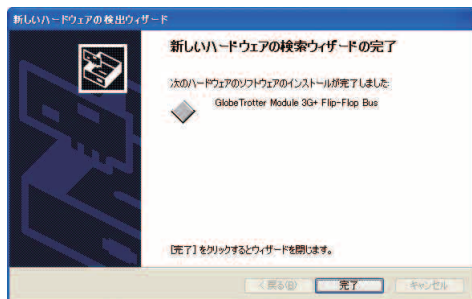 新しいハードウェアの検出ウィザード
新しいハードウェアの検索ウィザードの完了
次のハードウェアのソフトウェアのインストールが完了しました:
GlobeTrotter Module 3G+ Flip-Flop Bus
[完了] をクリックするとウィザードを閉じます。
< 戻る(B)
完了
キャンセル